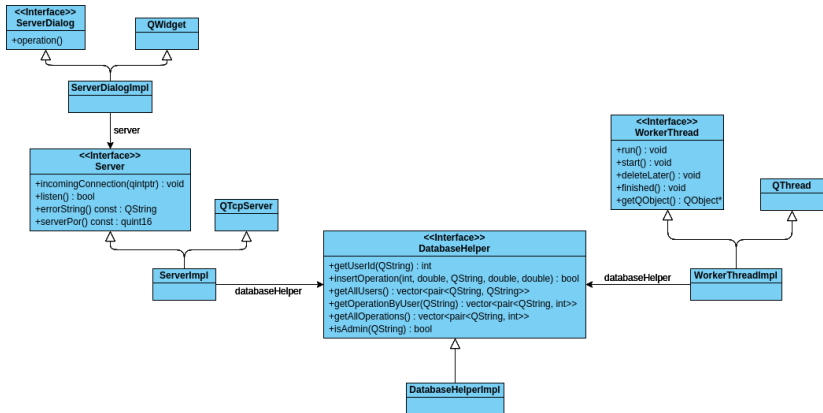 <<Interface>>
ServerDialog
+operation()
QWidget
ServerDialogImpl
server
<<Interface>>
Server
+incomingConnection(qintptr) : void
+listen() : bool
+errorString() const : QString
+serverPor() const : quint16
QTcpServer
ServerImpl
databaseHelper
<<Interface>>
DatabaseHelper
+getUserId(QString) : int
+insertOperation(int, double, QString, double, double) : bool
+getAllUsers() : vector<pair<QString, QString>>
+getOperationByUser(QString) : vector<pair<QString, int>>
+getAllOperations() : vector<pair<QString, int>>
+isAdmin(QString) : bool
DatabaseHelperImpl
<<Interface>>
WorkerThread
+run() : void
+start() : void
+deleteLater() : void
+finished() : void
+getQObject() : QObject*
QThread
WorkerThreadImpl
databaseHelper